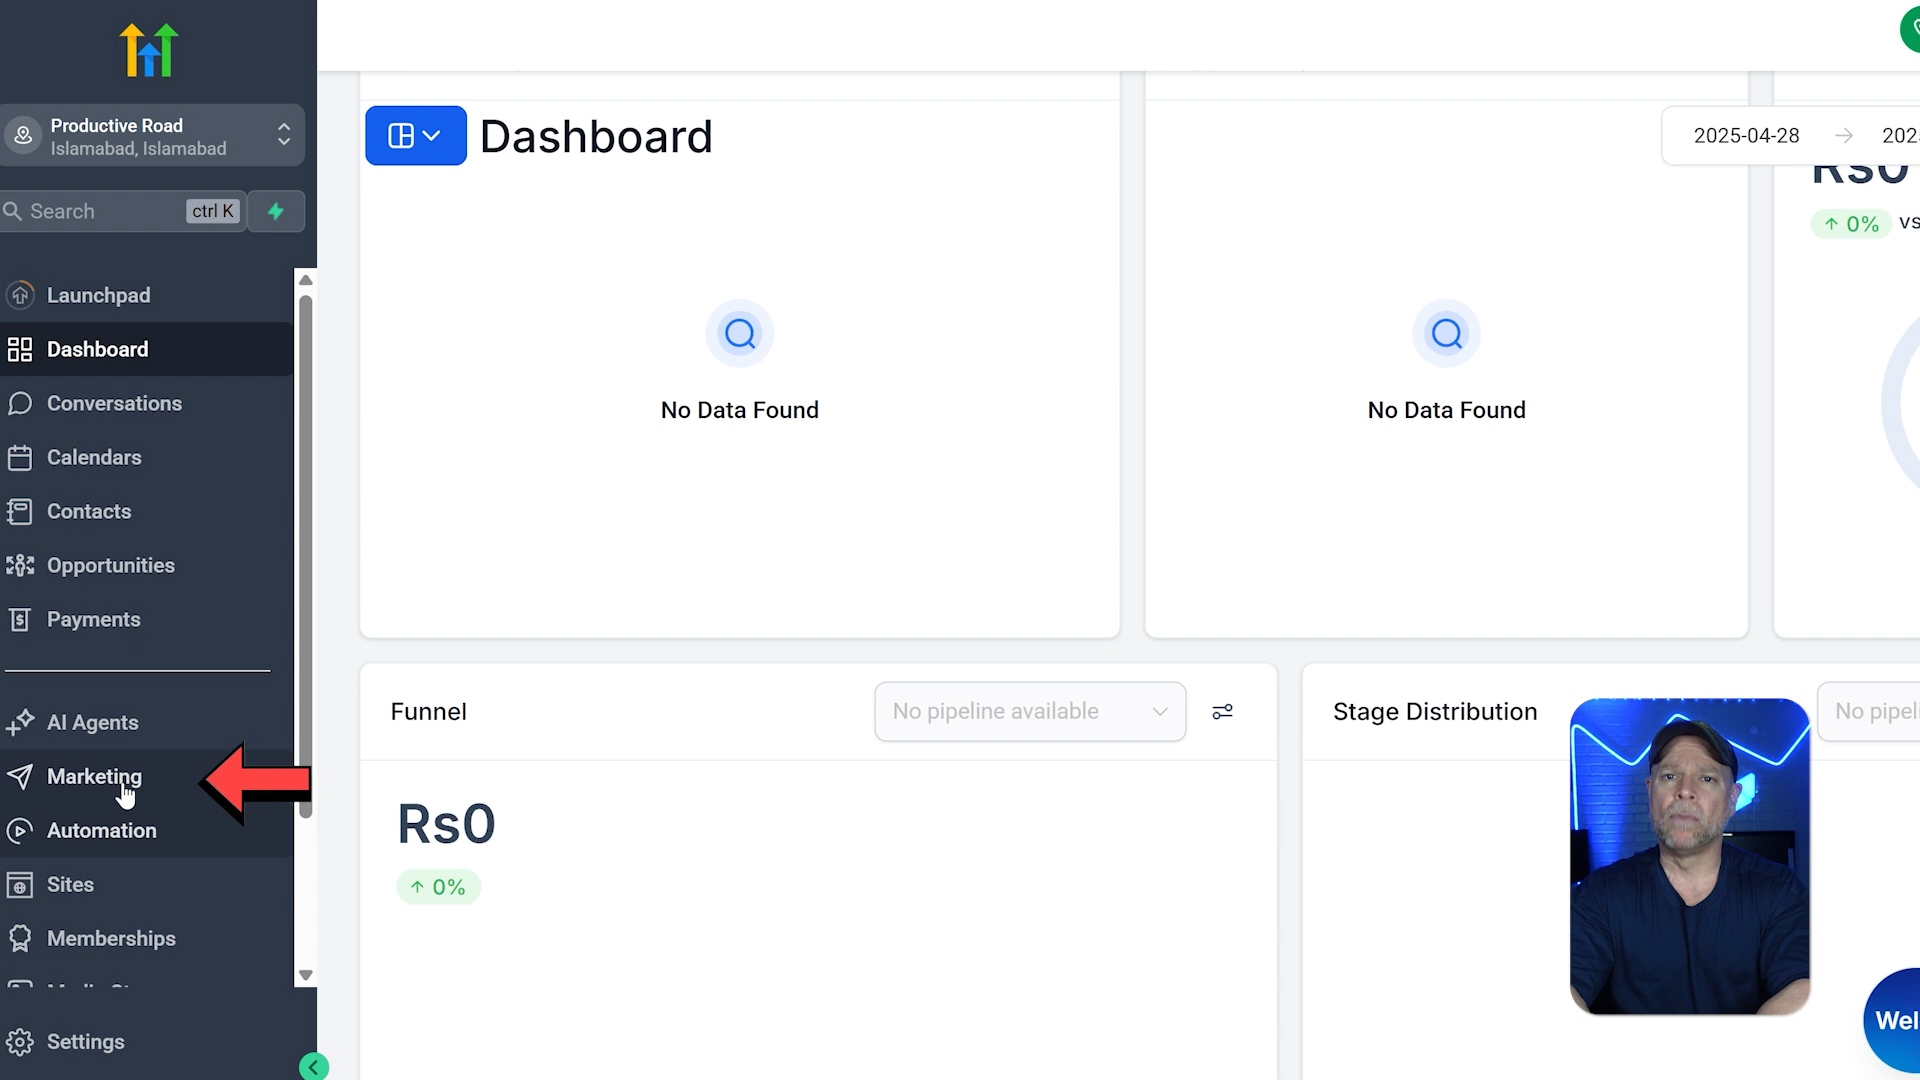 Productive Road
Islamabad, Islamabad
Search
ctrl K
Launchpad
Dashboard
Conversations
Calendars
Contacts
Opportunities
Payments
AI Agents
Marketing
Automation
Sites
Memberships
Settings
Dashboard
2025-04-28
Rs0
0%
No Data Found
No Data Found
Funnel
No pipeline available
Stage Distribution
Rs0
0%